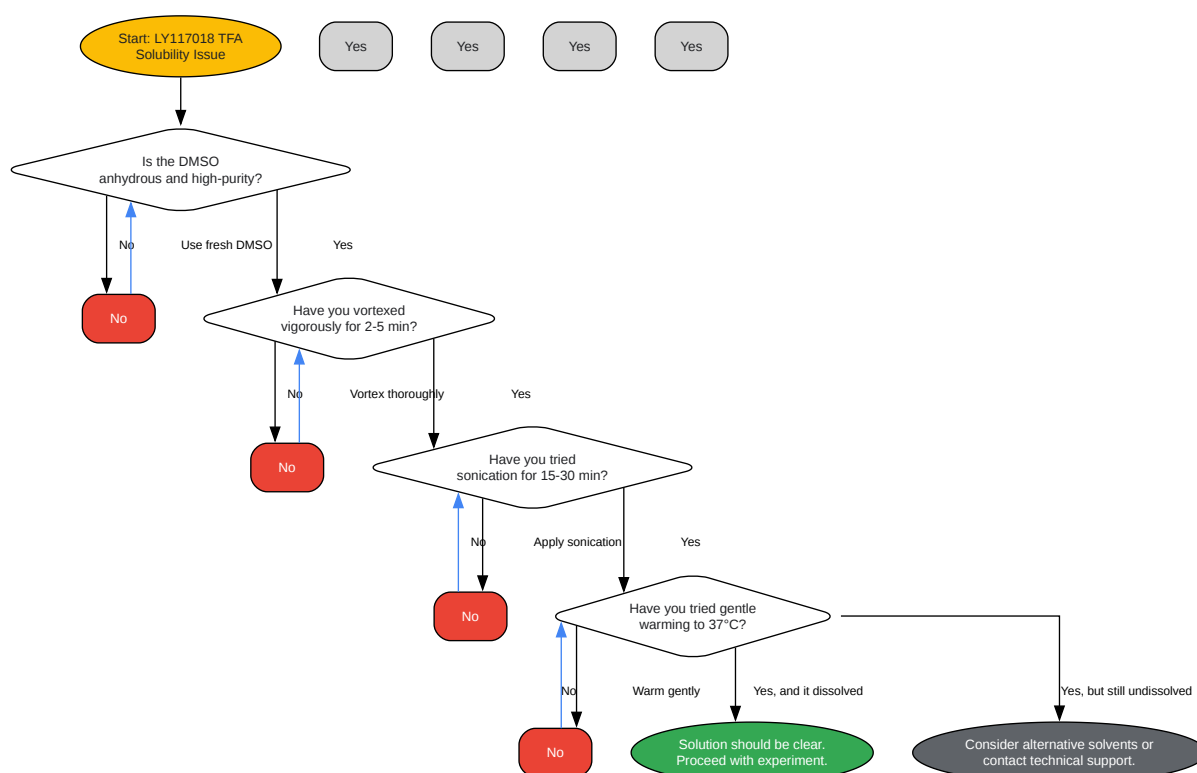 Start: LY117018 TFA
Solubility Issue
Yes
Yes
Yes
Yes
Is the DMSO
anhydrous and high-purity?
No
Use fresh DMSO
Yes
No
Have you vortexed
vigorously for 2-5 min?
No
Vortex thoroughly
Yes
No
Have you tried
sonication for 15-30 min?
No
Apply sonication
Yes
No
Have you tried gentle
warming to 37°C?
No
Warm gently
Yes, and it dissolved
Yes, but still undissolved
No
Solution should be clear.
Proceed with experiment.
Consider alternative solvents or
contact technical support.